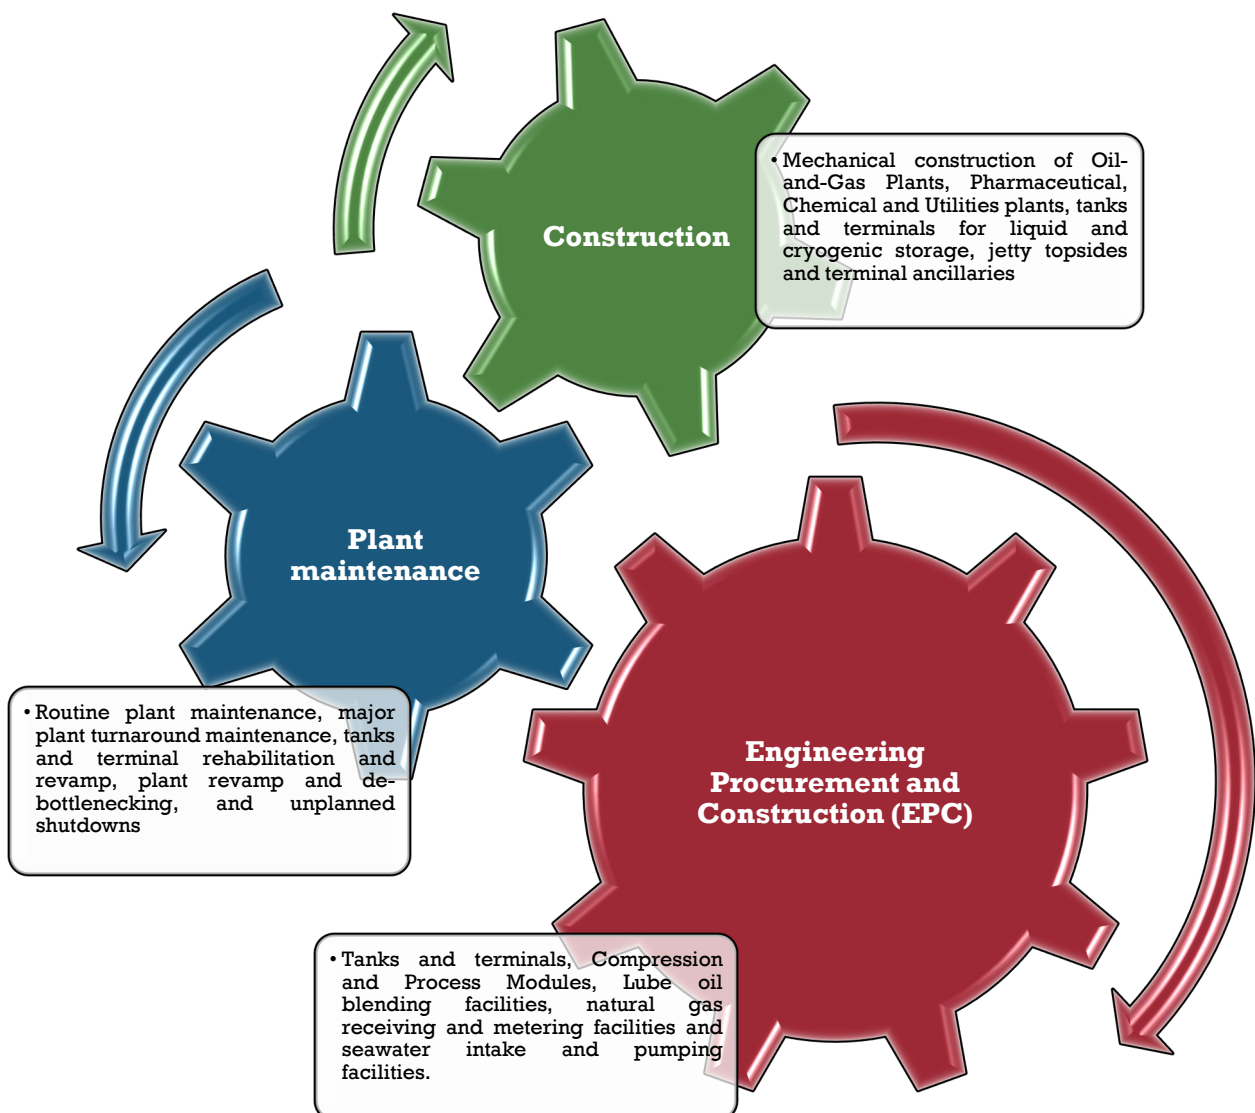 Construction
• Mechanical construction of Oil-
and-Gas Plants, Pharmaceutical,
Chemical and Utilities plants, tanks
and terminals for liquid and
cryogenic storage, jetty topsides
and terminal ancillaries
Plant
maintenance
• Routine plant maintenance, major
plant turnaround maintenance, tanks
and terminal rehabilitation and
revamp, plant revamp and de-
bottlenecking, and unplanned
shutdowns
Engineering
Procurement and
Construction (EPC)
• Tanks and terminals, Compression
and Process Modules, Lube oil
blending facilities, natural gas
receiving and metering facilities and
seawater intake and pumping
facilities.